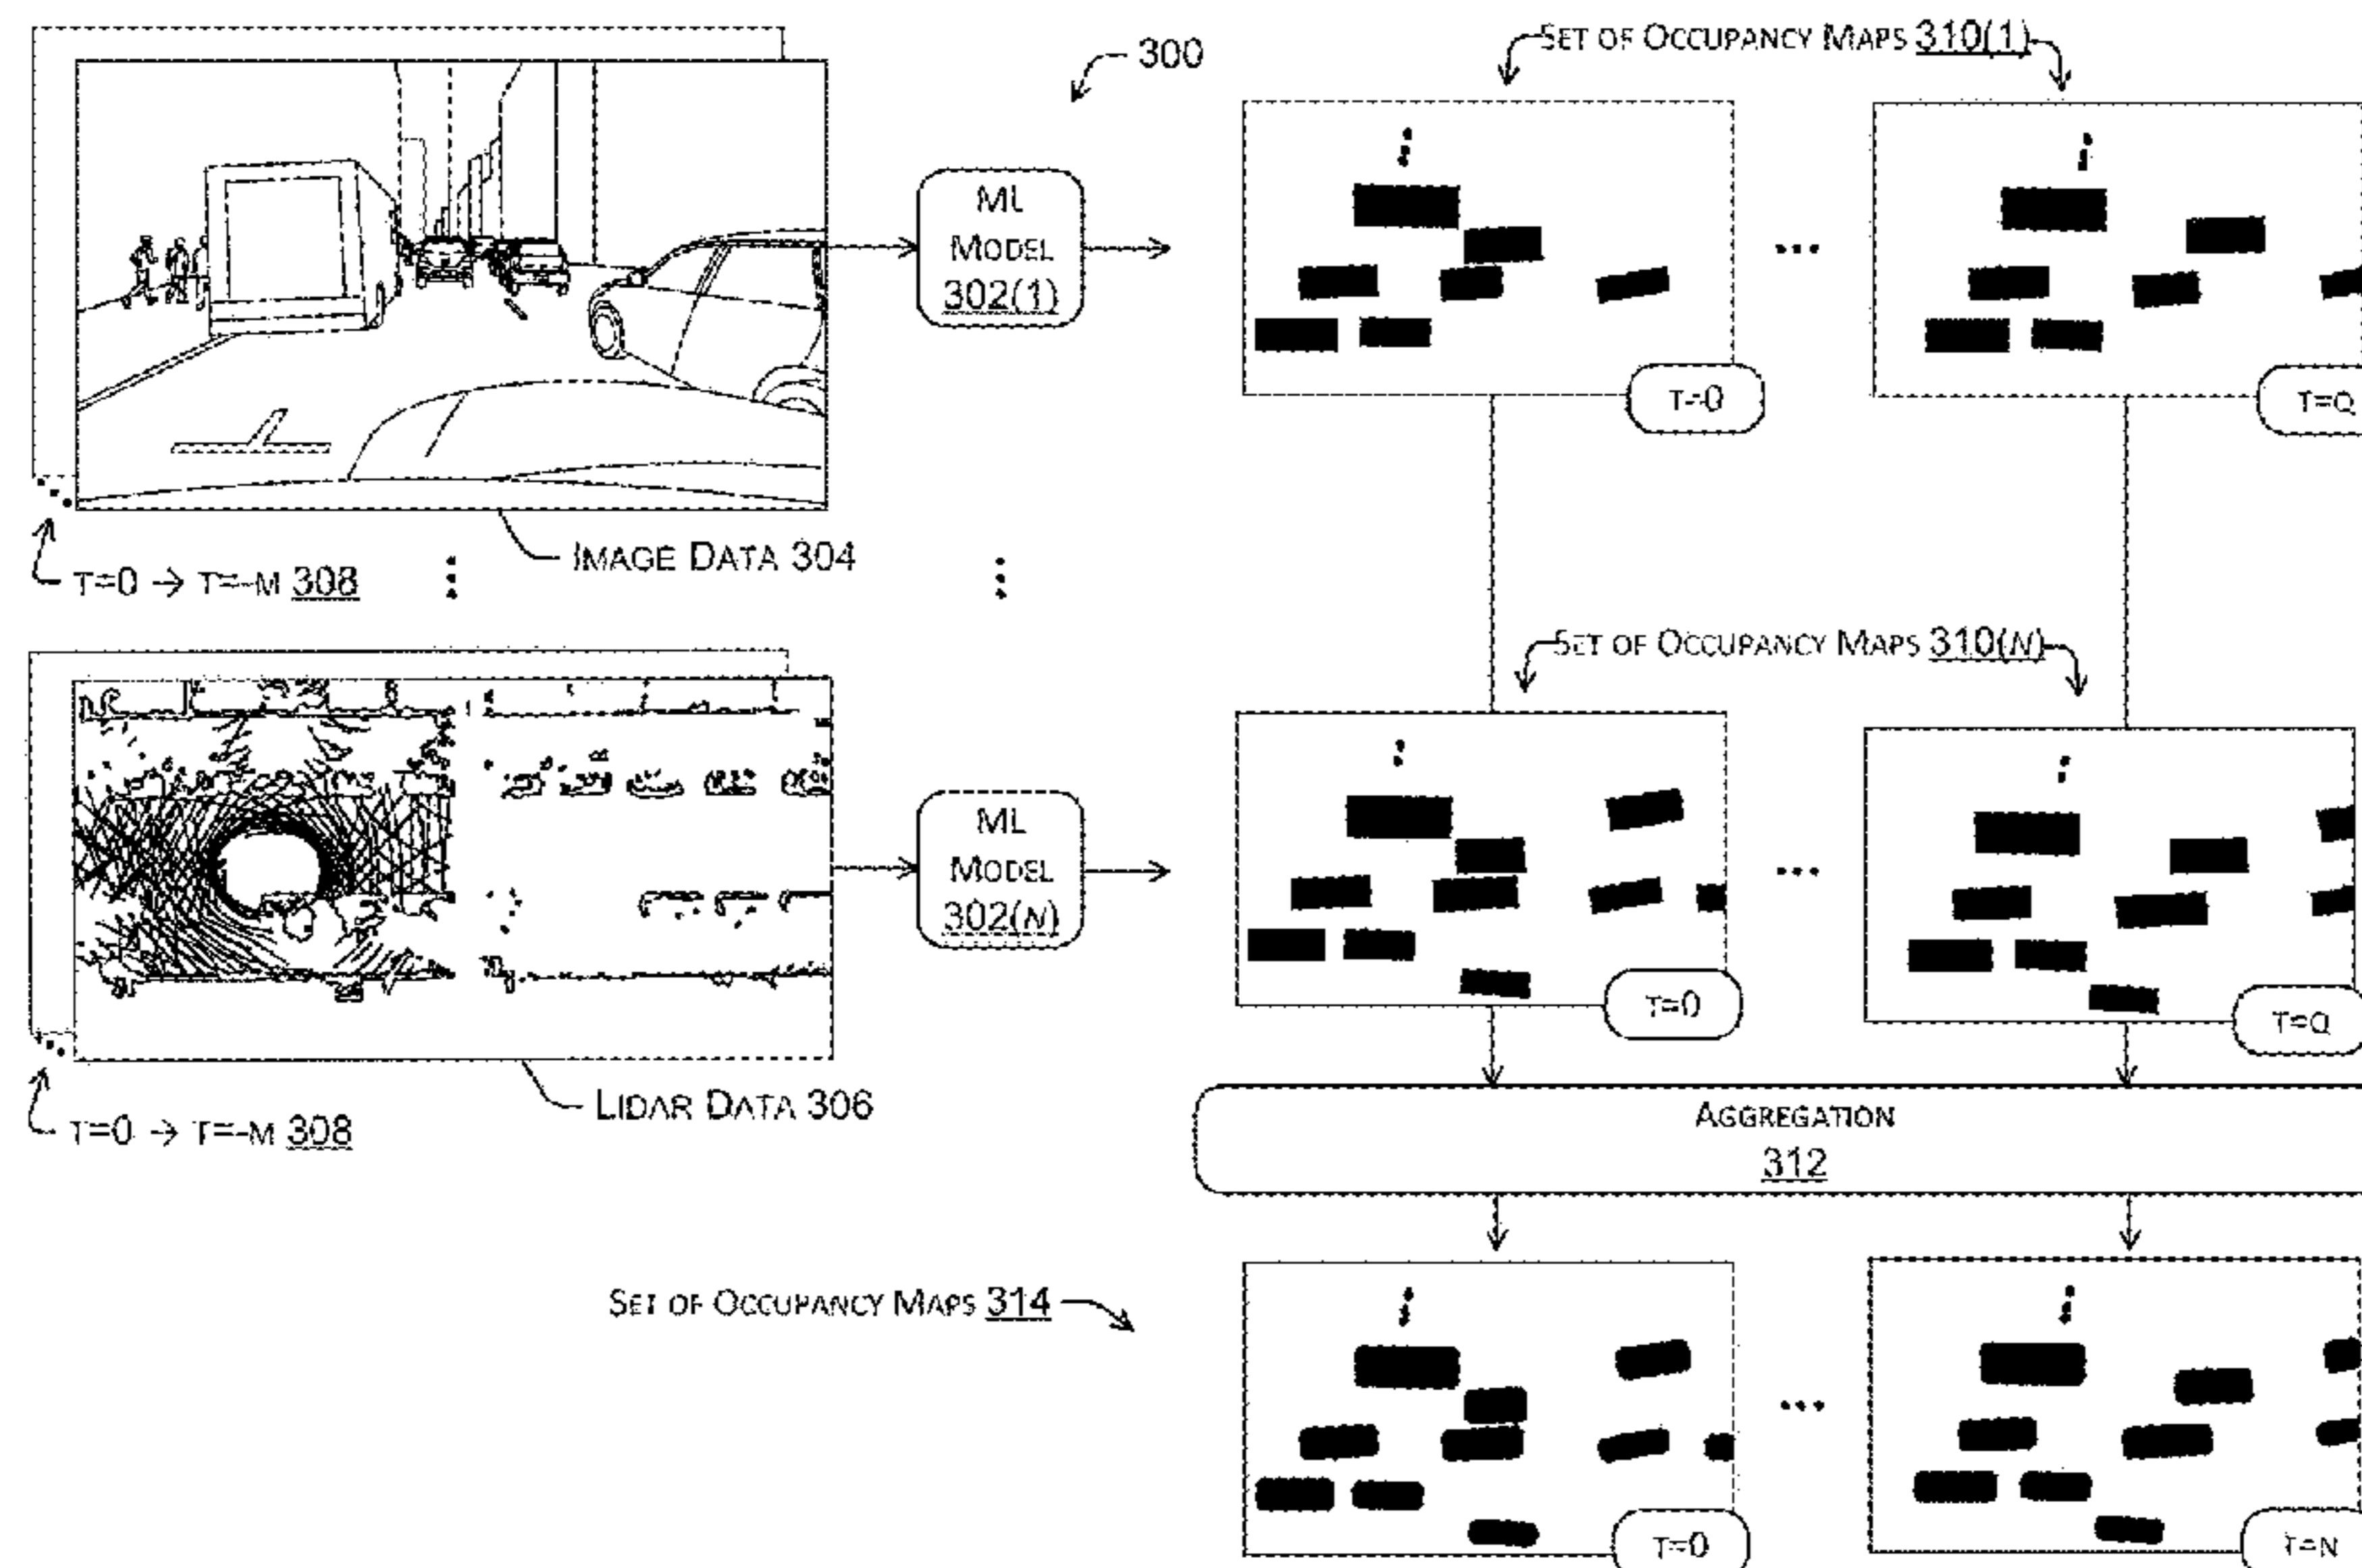 300
SET OF OCCUPANCY MAPS 310(1)
ML
MODEL
302(1)
T=0
T=Q
IMAGE DATA 304
T=0 → T=-M 308
SET OF OCCUPANCY MAPS 310(N)
ML
MODEL
302(N)
T=0
T=Q
LIDAR DATA 306
T=0 → T=-M 308
AGGREGATION
312
SET OF OCCUPANCY MAPS 314
T=0
T=N